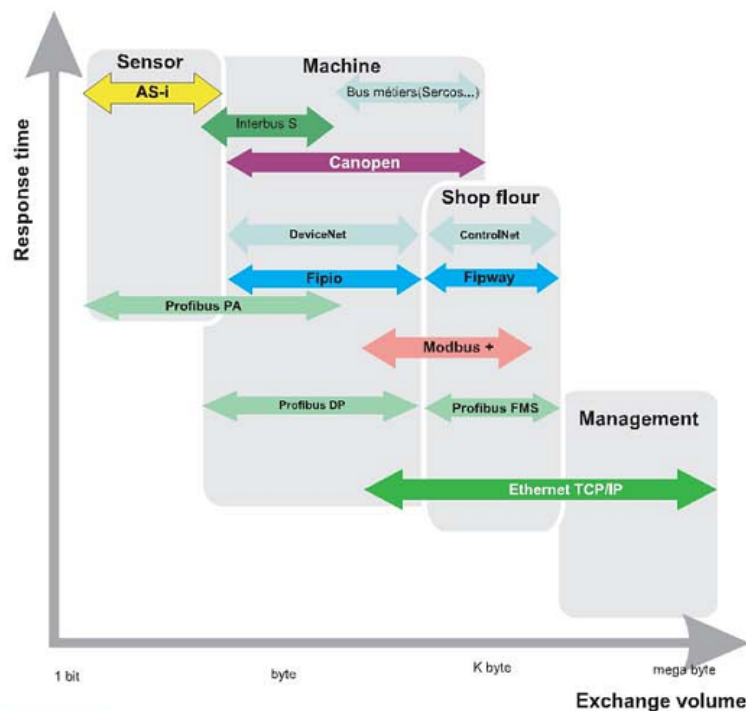 Sensor
Machine
AS-i
Bus métiers(Sercos...)
Interbus S
Canopen
Shop flour
DeviceNet
ControlNet
Fipio
Fipway
Profibus PA
Modbus +
Profibus DP
Profibus FMS
Management
Ethernet TCP/IP
Response time
1 bit
byte
K byte
mega byte
Exchange volume